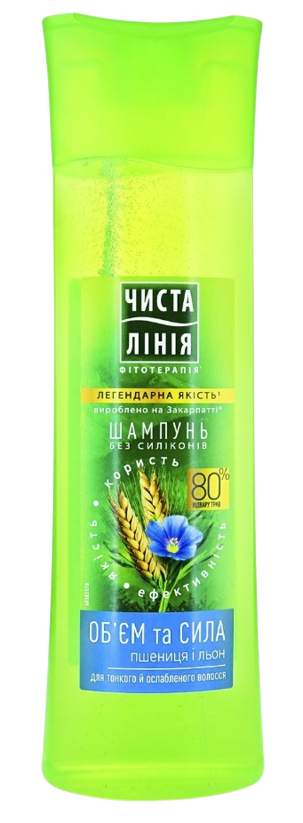 ЧИСТА
ЛІНІЯ
ФІТОТЕРАПІЯ
ЛЕГЕНДАРНА ЯКІСТЬ¹
вироблено на Закарпатті*
ШАМПУНЬ
БЕЗ СИЛІКОНІВ
якість • користь • ефективність
80%
ВІДВАРУ ТРАВ
ОБ'ЄМ та СИЛА
пшениця і льон
для тонкого й ослабленого волосся